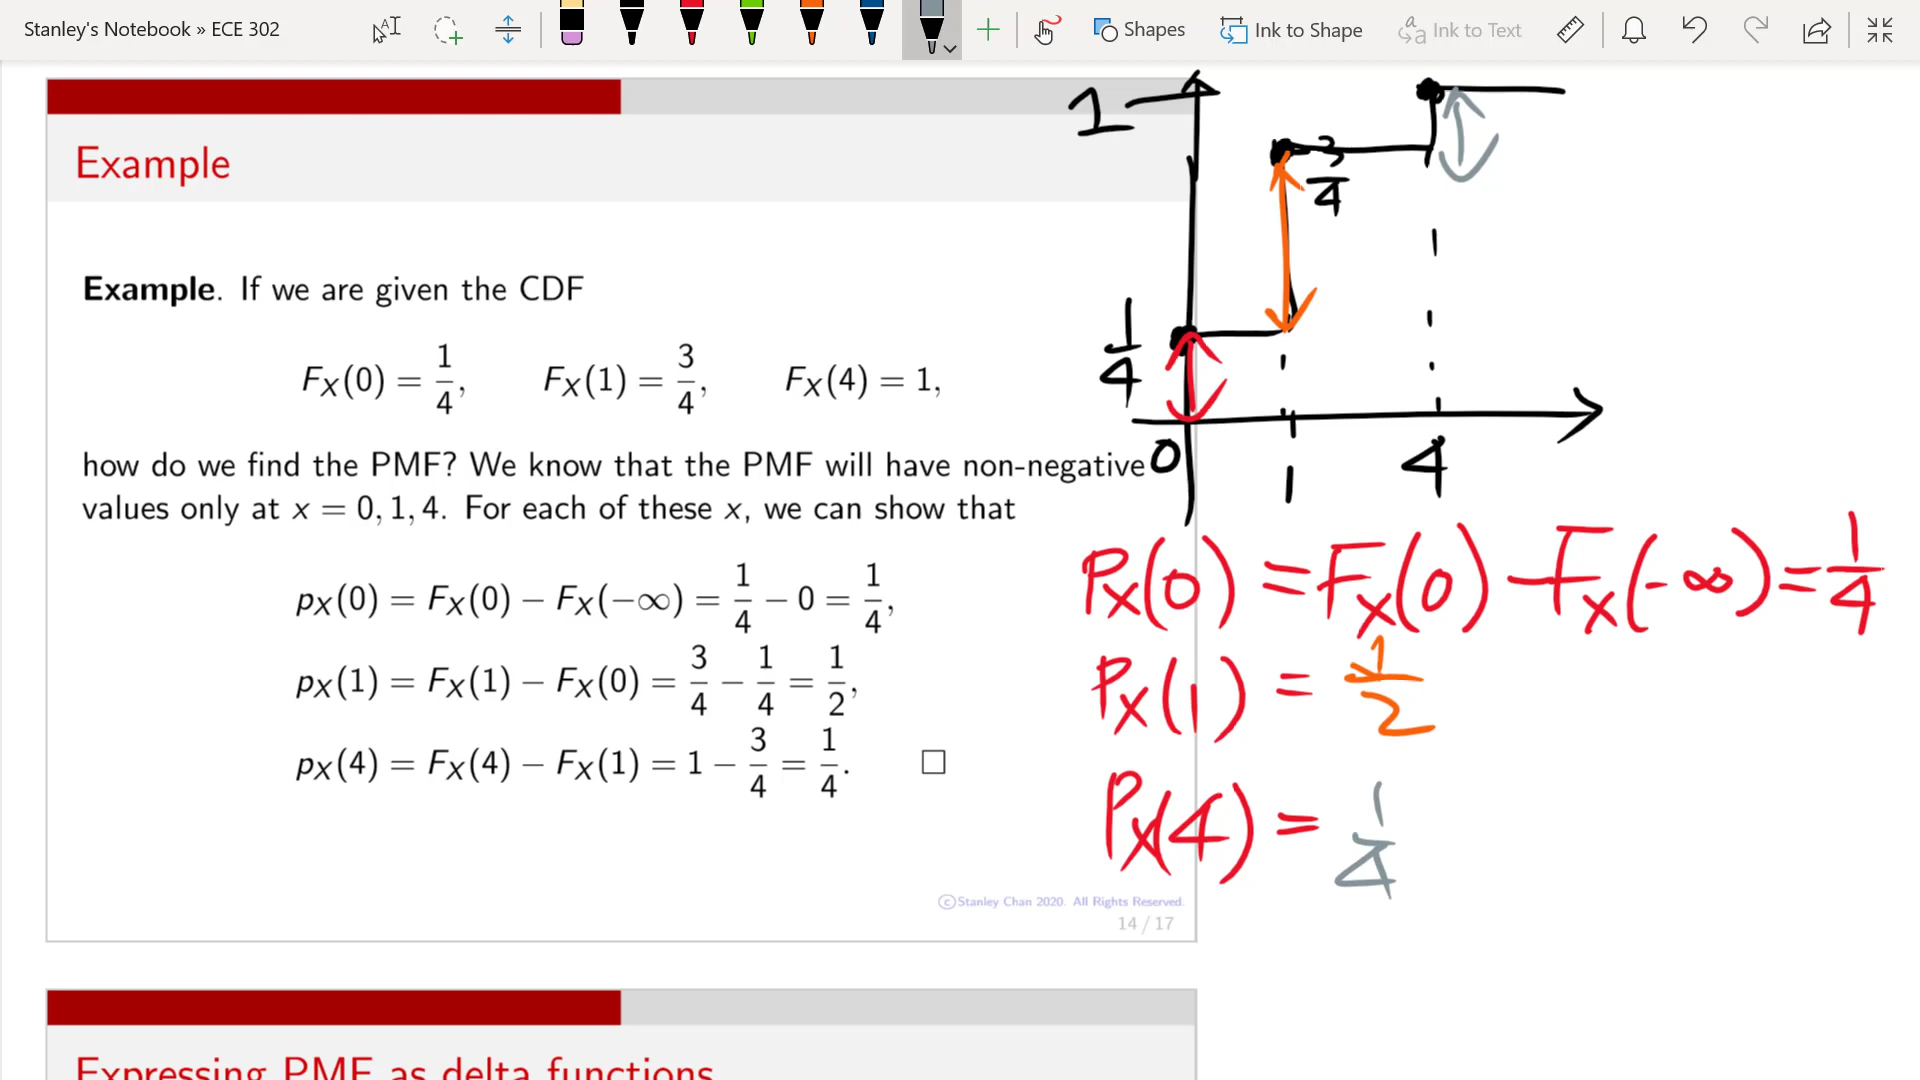 Stanley's Notebook » ECE 302
Shapes
Ink to Shape
Ink to Text
Example
Example. If we are given the CDF
F_X(0) = 1/4, F_X(1) = 3/4, F_X(4) = 1,
how do we find the PMF? We know that the PMF will have non-negative
values only at x = 0, 1, 4. For each of these x, we can show that
p_X(0) = F_X(0) − F_X(−∞) = 1/4 − 0 = 1/4,
p_X(1) = F_X(1) − F_X(0) = 3/4 − 1/4 = 1/2,
p_X(4) = F_X(4) − F_X(1) = 1 − 3/4 = 1/4. □
©Stanley Chan 2020. All Rights Reserved.
14 / 17
1
3/4
1/4
0
1
4
P_X(0) = F_X(0) − F_X(−∞) = 1/4
P_X(1) = 1/2
P_X(4) = 1/4
Expressing PMF as delta functions